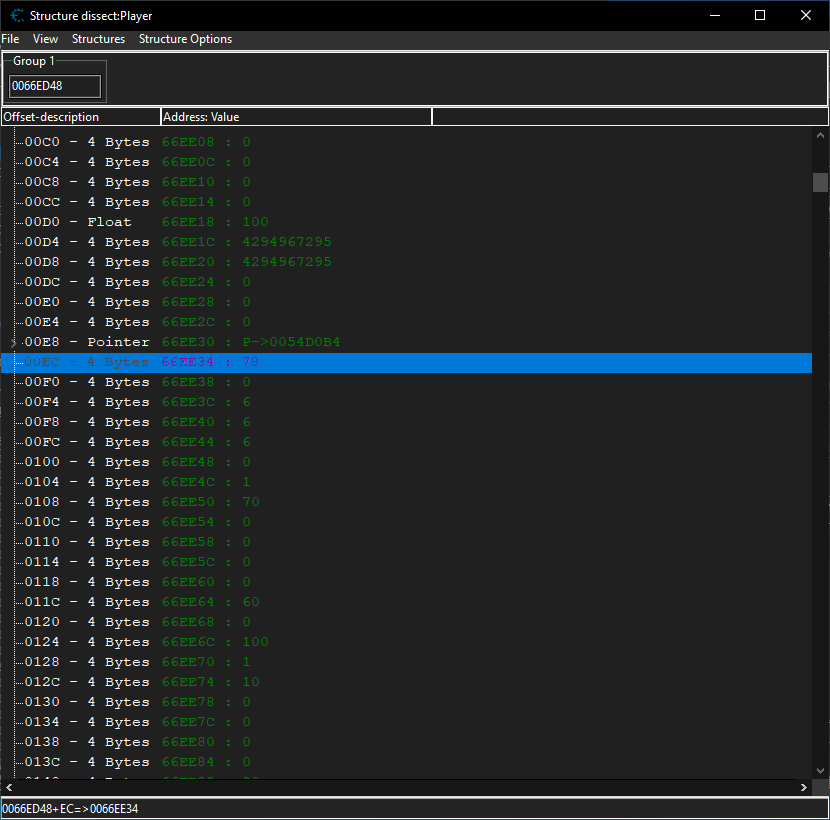 Structure dissect:Player
File View Structures Structure Options
Group 1
0066ED48
Offset-description Address: Value
00C0 - 4 Bytes 66EE08 : 0
00C4 - 4 Bytes 66EE0C : 0
00C8 - 4 Bytes 66EE10 : 0
00CC - 4 Bytes 66EE14 : 0
00D0 - Float 66EE18 : 100
00D4 - 4 Bytes 66EE1C : 4294967295
00D8 - 4 Bytes 66EE20 : 4294967295
00DC - 4 Bytes 66EE24 : 0
00E0 - 4 Bytes 66EE28 : 0
00E4 - 4 Bytes 66EE2C : 0
00E8 - Pointer 66EE30 : P->0054D0B4
00EC - 4 Bytes 66EE34 : 78
00F0 - 4 Bytes 66EE38 : 0
00F4 - 4 Bytes 66EE3C : 6
00F8 - 4 Bytes 66EE40 : 6
00FC - 4 Bytes 66EE44 : 6
0100 - 4 Bytes 66EE48 : 0
0104 - 4 Bytes 66EE4C : 1
0108 - 4 Bytes 66EE50 : 70
010C - 4 Bytes 66EE54 : 0
0110 - 4 Bytes 66EE58 : 0
0114 - 4 Bytes 66EE5C : 0
0118 - 4 Bytes 66EE60 : 0
011C - 4 Bytes 66EE64 : 60
0120 - 4 Bytes 66EE68 : 0
0124 - 4 Bytes 66EE6C : 100
0128 - 4 Bytes 66EE70 : 1
012C - 4 Bytes 66EE74 : 10
0130 - 4 Bytes 66EE78 : 0
0134 - 4 Bytes 66EE7C : 0
0138 - 4 Bytes 66EE80 : 0
013C - 4 Bytes 66EE84 : 0
0066ED48+EC=>0066EE34